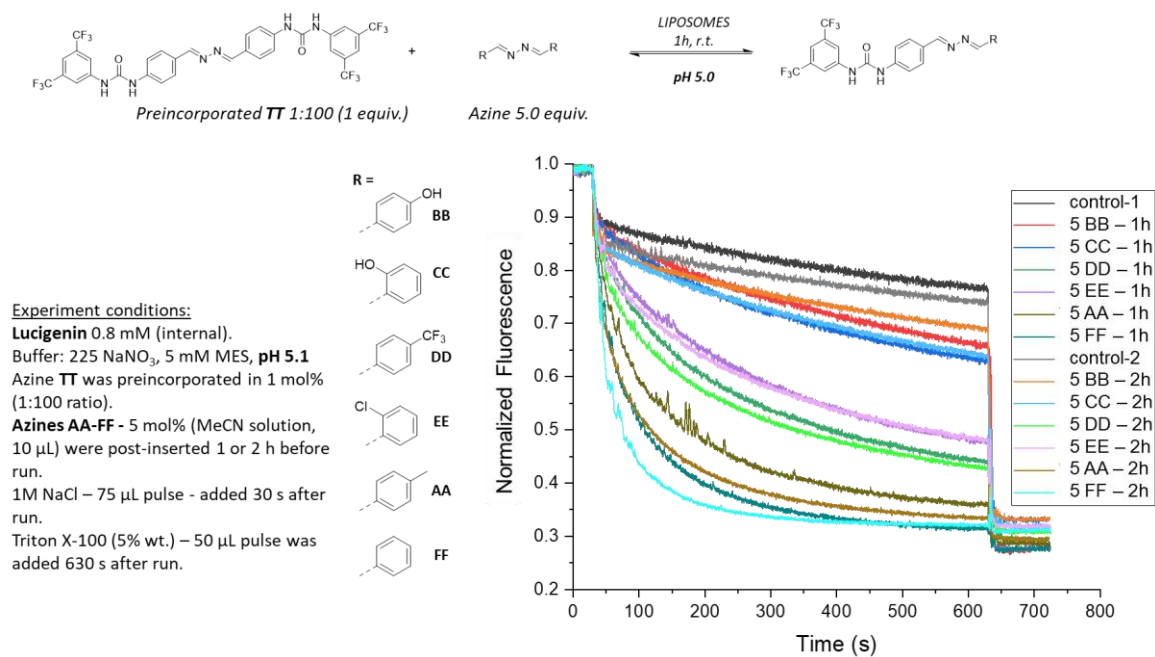 CF₃
H
N
H
N
O
CF₃
N
N
CF₃
O
CF₃
N
H
N
H
+
R
N
N
R
LIPOSOMES
1h, r.t.
pH 5.0
CF₃
O
CF₃
N
H
N
H
N
N
R
Preincorporated TT 1:100 (1 equiv.)
Azine 5.0 equiv.
Experiment conditions:
Lucigenin 0.8 mM (internal).
Buffer: 225 NaNO₃, 5 mM MES, pH 5.1
Azine TT was preincorporated in 1 mol%
(1:100 ratio).
Azines AA-FF - 5 mol% (MeCN solution,
10 µL) were post-inserted 1 or 2 h before
run.
1M NaCl – 75 µL pulse - added 30 s after
run.
Triton X-100 (5% wt.) – 50 µL pulse was
added 630 s after run.
R =
OH
BB
HO
CC
CF₃
DD
Cl
EE
AA
FF
Normalized Fluorescence
1.0
0.9
0.8
0.7
0.6
0.5
0.4
0.3
0.2
0 100 200 300 400 500 600 700 800
Time (s)
control-1
5 BB – 1h
5 CC – 1h
5 DD – 1h
5 EE – 1h
5 AA – 1h
5 FF – 1h
control-2
5 BB – 2h
5 CC – 2h
5 DD – 2h
5 EE – 2h
5 AA – 2h
5 FF – 2h